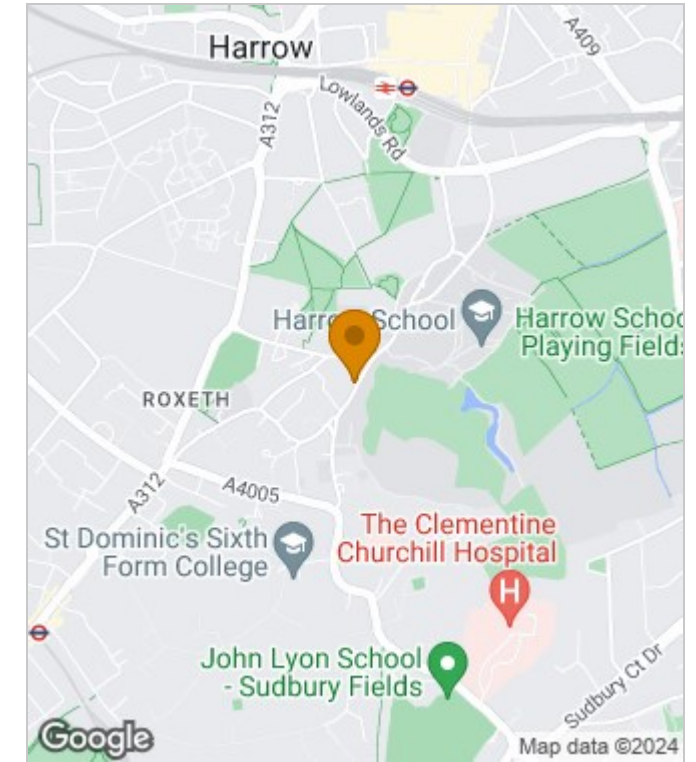 Harrow
A409
Lowlands Rd
A312
Harrow School
Harrow School
Playing Fields
ROXETH
A312
A4005
St Dominic's Sixth
Form College
The Clementine
Churchill Hospital
H
John Lyon School
- Sudbury Fields
Sudbury Ct Dr
Google
Map data ©2024